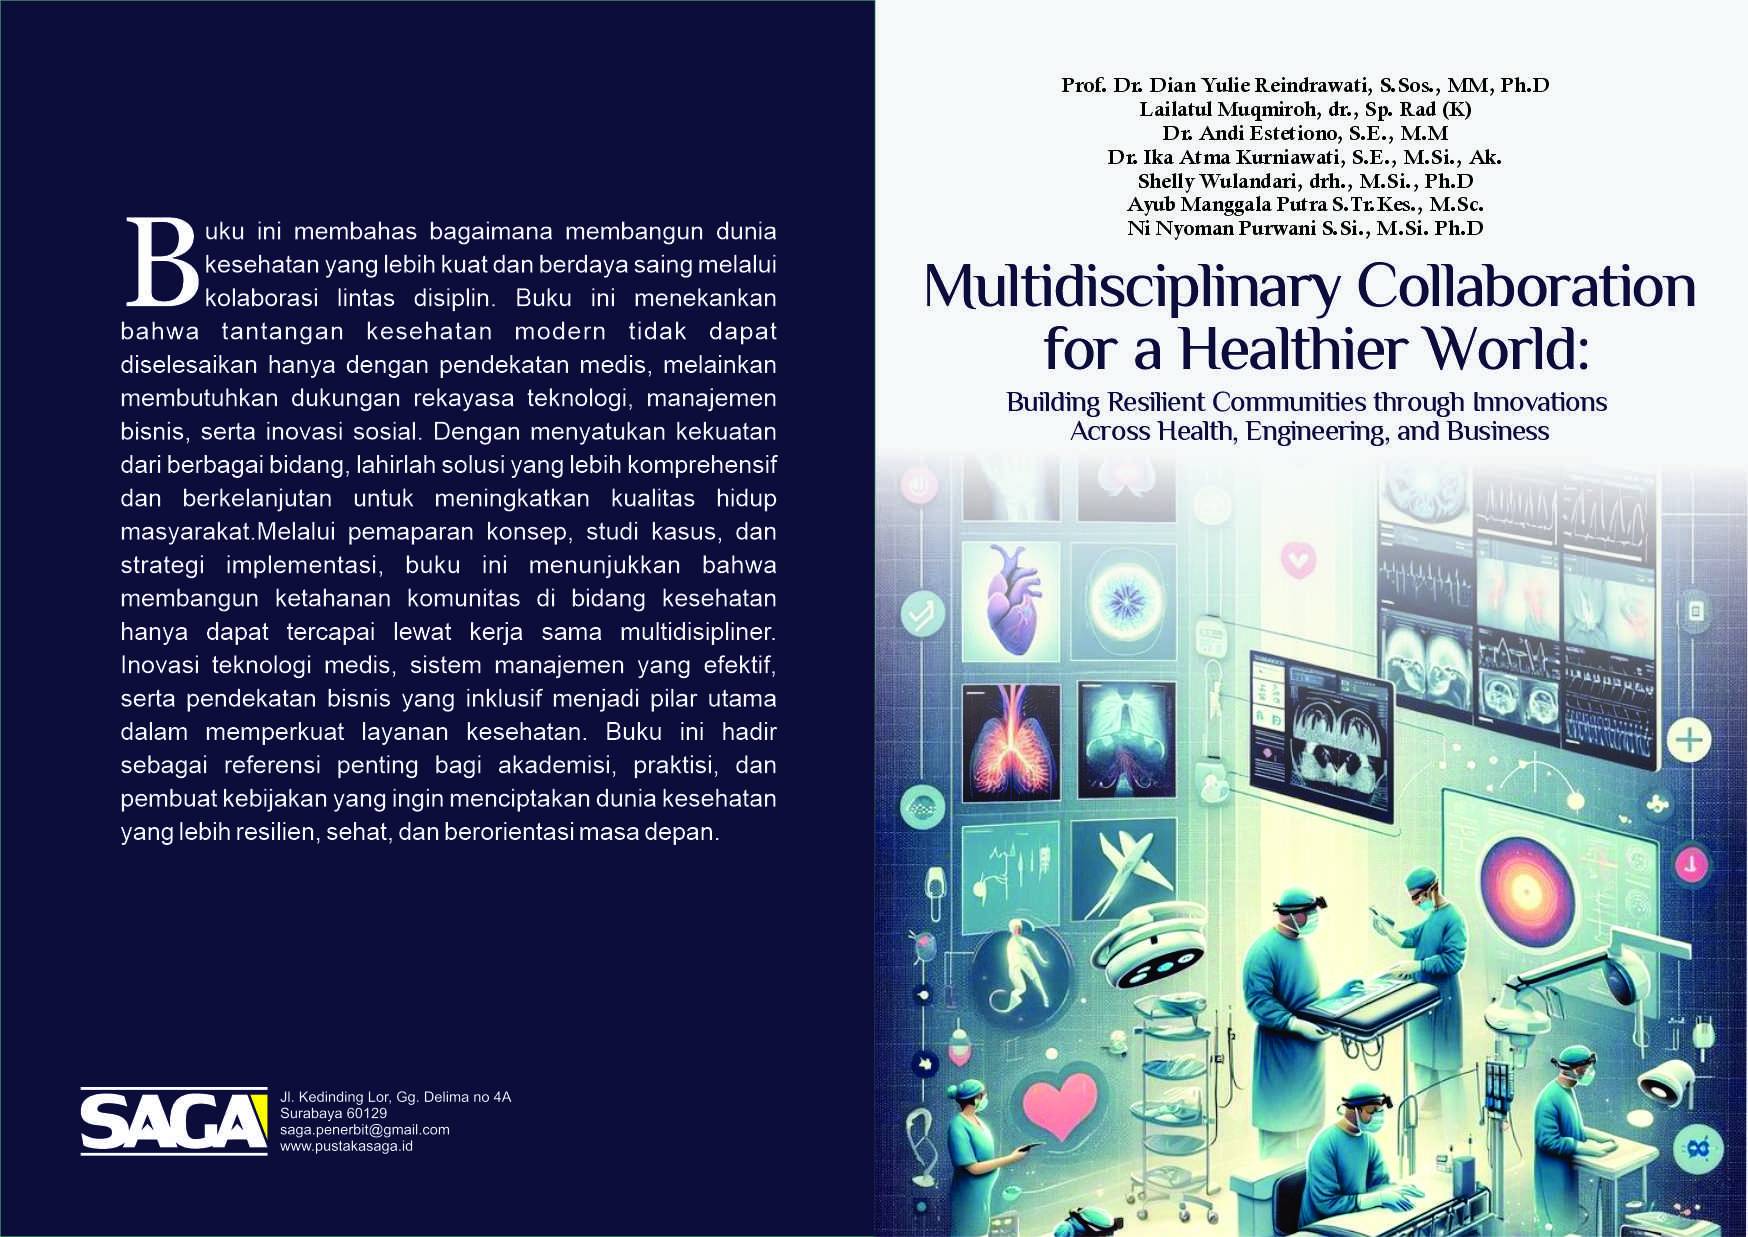 Buku ini membahas bagaimana membangun dunia
kesehatan yang lebih kuat dan berdaya saing melalui
kolaborasi lintas disiplin. Buku ini menekankan
bahwa tantangan kesehatan modern tidak dapat
diselesaikan hanya dengan pendekatan medis, melainkan
membutuhkan dukungan rekayasa teknologi, manajemen
bisnis, serta inovasi sosial. Dengan menyatukan kekuatan
dari berbagai bidang, lahirlah solusi yang lebih komprehensif
dan berkelanjutan untuk meningkatkan kualitas hidup
masyarakat.Melalui pemaparan konsep, studi kasus, dan
strategi implementasi, buku ini menunjukkan bahwa
membangun ketahanan komunitas di bidang kesehatan
hanya dapat tercapai lewat kerja sama multidisipliner.
Inovasi teknologi medis, sistem manajemen yang efektif,
serta pendekatan bisnis yang inklusif menjadi pilar utama
dalam memperkuat layanan kesehatan. Buku ini hadir
sebagai referensi penting bagi akademisi, praktisi, dan
pembuat kebijakan yang ingin menciptakan dunia kesehatan
yang lebih resilien, sehat, dan berorientasi masa depan.
SAGA
Jl. Kedinding Lor, Gg. Delima no 4A
Surabaya 60129
saga.penerbit@gmail.com
www.pustakasaga.id
Prof. Dr. Dian Yulie Reindrawati, S.Sos., MM, Ph.D
Lailatul Muqmiroh, dr., Sp. Rad (K)
Dr. Andi Estetiono, S.E., M.M
Dr. Ika Atma Kurniawati, S.E., M.Si., Ak.
Shelly Wulandari, drh., M.Si., Ph.D
Ayub Manggala Putra S.Tr.Kes., M.Sc.
Ni Nyoman Purwani S.Si., M.Si. Ph.D
Multidisciplinary Collaboration
for a Healthier World:
Building Resilient Communities through Innovations
Across Health, Engineering, and Business